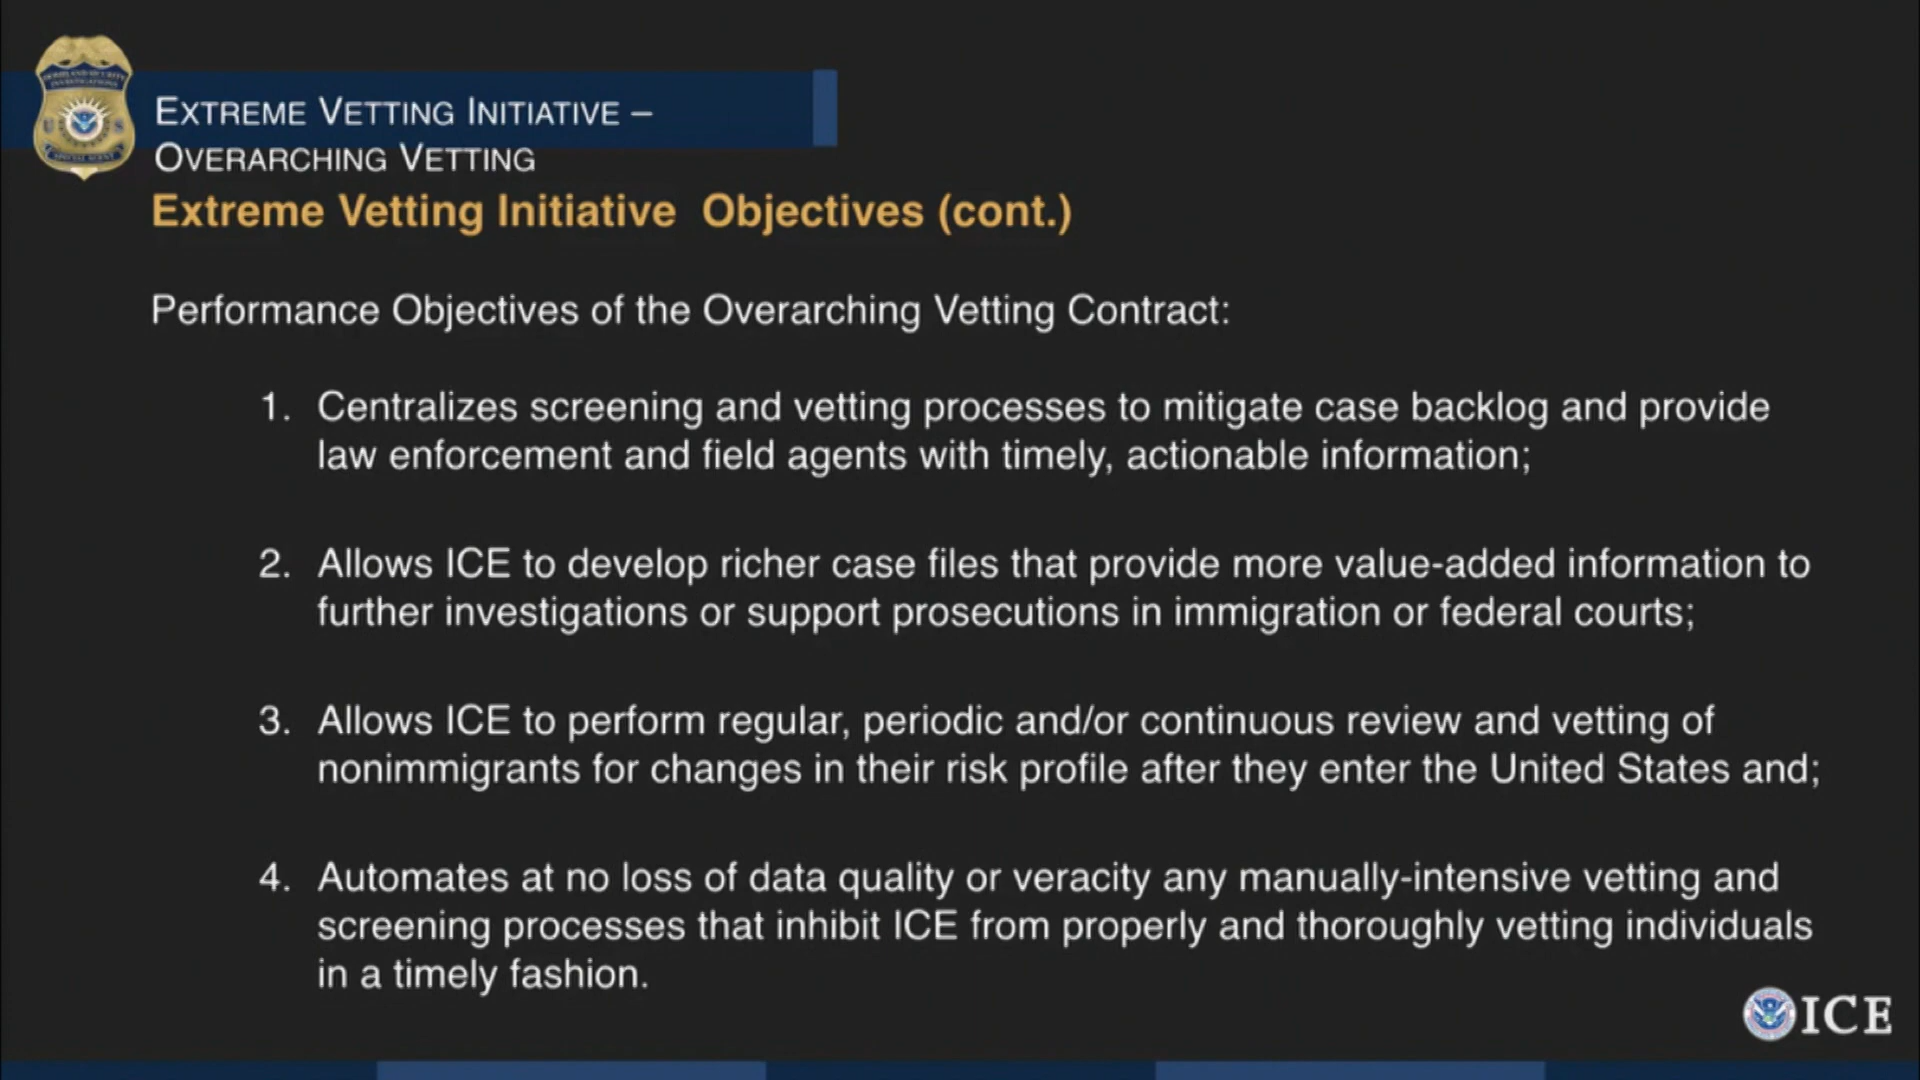 EXTREME VETTING INITIATIVE –
OVERARCHING VETTING
Extreme Vetting Initiative Objectives (cont.)
Performance Objectives of the Overarching Vetting Contract:
1. Centralizes screening and vetting processes to mitigate case backlog and provide
law enforcement and field agents with timely, actionable information;
2. Allows ICE to develop richer case files that provide more value-added information to
further investigations or support prosecutions in immigration or federal courts;
3. Allows ICE to perform regular, periodic and/or continuous review and vetting of
nonimmigrants for changes in their risk profile after they enter the United States and;
4. Automates at no loss of data quality or veracity any manually-intensive vetting and
screening processes that inhibit ICE from properly and thoroughly vetting individuals
in a timely fashion.
ICE